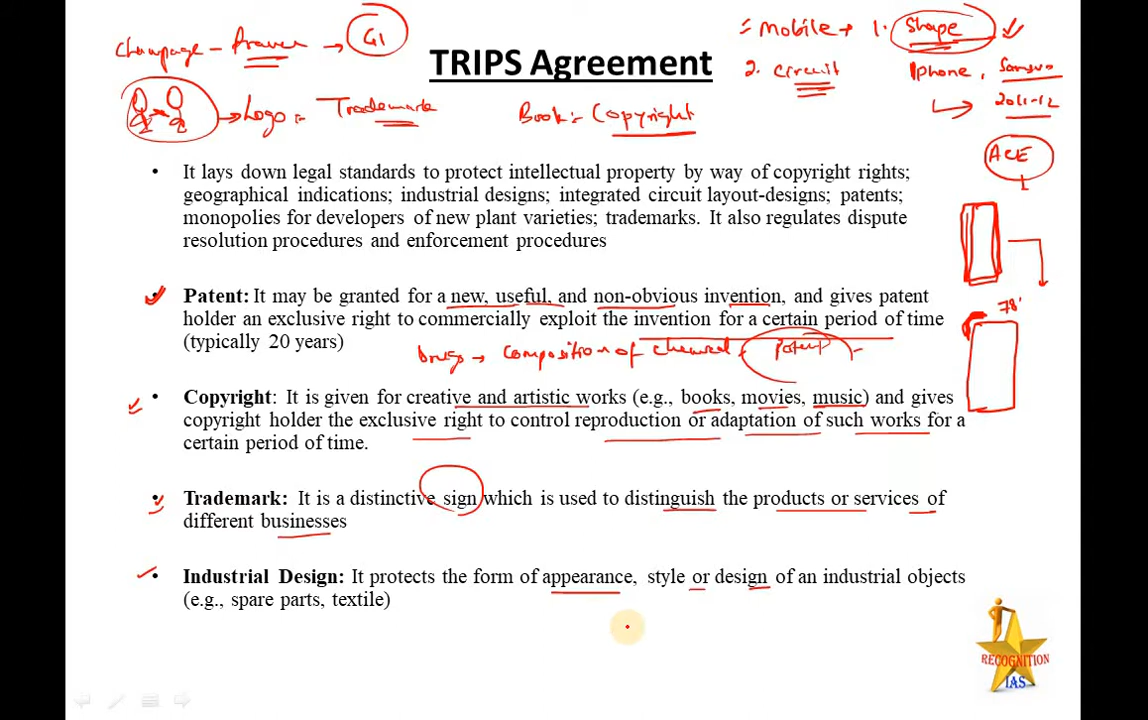 Champage - France → GI
= Mobile → 1. Shape
2. circuit
Iphone, Samsu
2011-12
TRIPS Agreement
→ Logo :- Trademark
Book :- Copyright
ACE
• It lays down legal standards to protect intellectual property by way of copyright rights;
geographical indications; industrial designs; integrated circuit layout-designs; patents;
monopolies for developers of new plant varieties; trademarks. It also regulates dispute
resolution procedures and enforcement procedures
Patent: It may be granted for a new, useful, and non-obvious invention, and gives patent
holder an exclusive right to commercially exploit the invention for a certain period of time
(typically 20 years)
78'
Drugs → Composition of chemical
• Copyright: It is given for creative and artistic works (e.g., books, movies, music) and gives
copyright holder the exclusive right to control reproduction or adaptation of such works for a
certain period of time.
• Trademark: It is a distinctive sign which is used to distinguish the products or services of
different businesses
• Industrial Design: It protects the form of appearance, style or design of an industrial objects
(e.g., spare parts, textile)
RECOGNITION
IAS